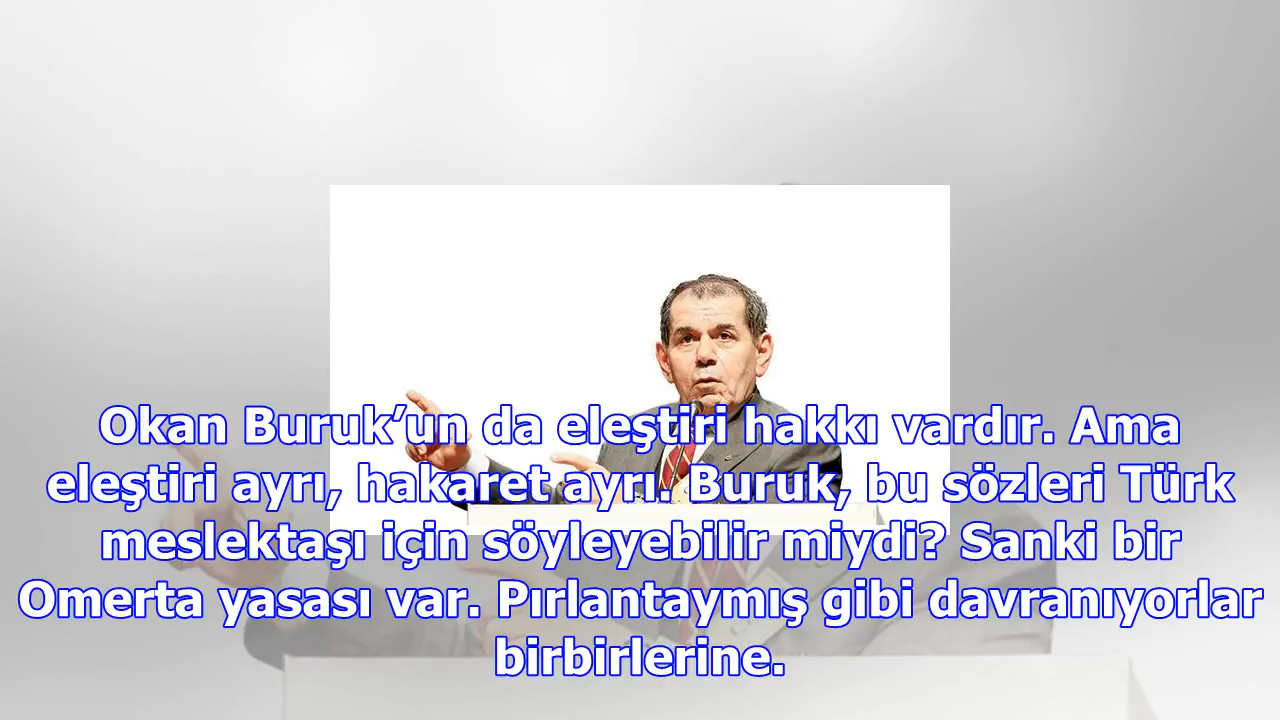 Okan Buruk’un da eleştiri hakkı vardır. Ama
eleştiri ayrı, hakaret ayrı. Buruk, bu sözleri Türk
meslektaşı için söyleyebilir miydi? Sanki bir
Omerta yasası var. Pırlantaymış gibi davranıyorlar
birbirlerine.